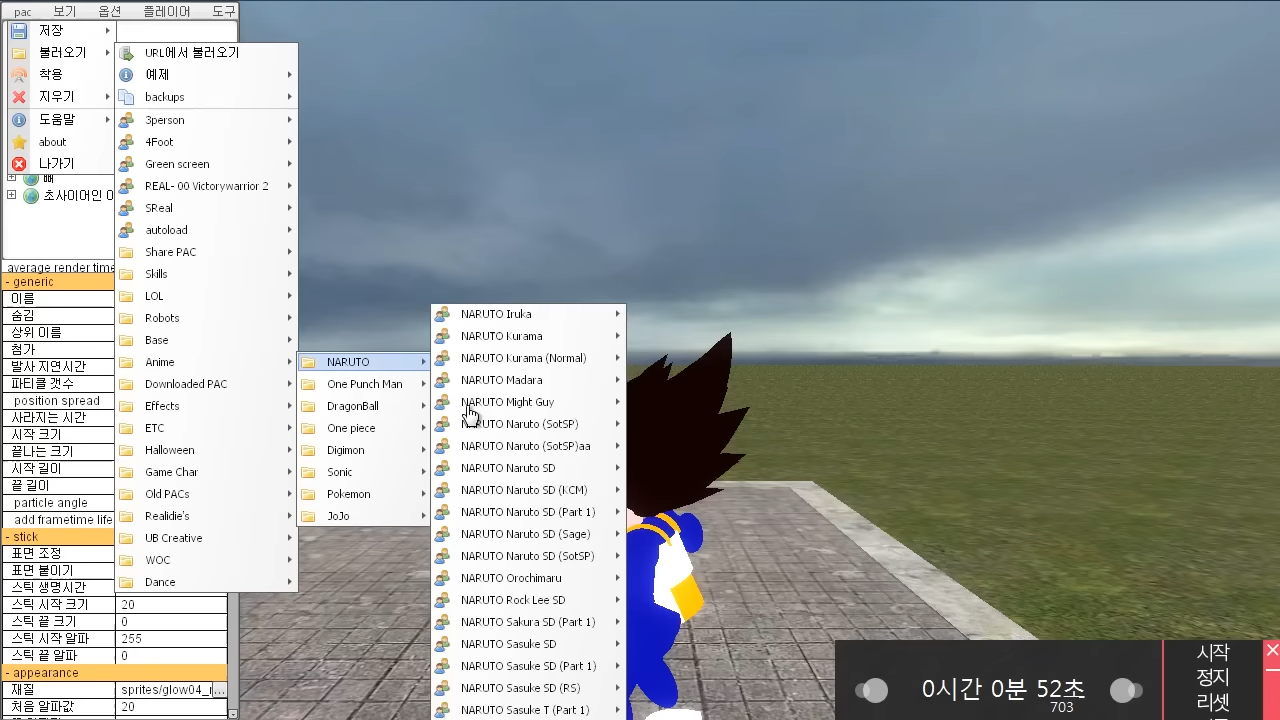 pac 보기 옵션 플레이어 도구
저장
불러오기
착용
지우기
도움말
about
나가기
빼
초사이어인
average render time
- generic
이름
숨김
상위 이름
첨가
발사 지연시간
파티클 갯수
position spread
사라지는 시간
시작 크기
끝나는 크기
시작 길이
끝 길이
particle angle
add frametime life
- stick
표면 조정
표면 붙이기
스틱 생명시간
스틱 시작 크기 20
스틱 끝 크기 0
스틱 시작 알파 255
스틱 끝 알파 0
- appearance
재질 sprites/gmw04_r...
처음 알파값 20
URL에서 불러오기
예제
backups
3person
4Foot
Green screen
REAL- 00 Victorywarrior 2
SReal
autoload
Share PAC
Skills
LOL
Robots
Base
Anime
Downloaded PAC
Effects
ETC
Halloween
Game Char
Old PACs
Realidie's
UB Creative
WOC
Dance
NARUTO
One Punch Man
DragonBall
One piece
Digimon
Sonic
Pokemon
JoJo
NARUTO Iruka
NARUTO Kurama
NARUTO Kurama (Normal)
NARUTO Madara
NARUTO Might Guy
NARUTO Naruto (SotSP)
NARUTO Naruto (SotSP)aa
NARUTO Naruto SD
NARUTO Naruto SD (KCM)
NARUTO Naruto SD (Part 1)
NARUTO Naruto SD (Sage)
NARUTO Naruto SD (SotSP)
NARUTO Orochimaru
NARUTO Rock Lee SD
NARUTO Sakura SD (Part 1)
NARUTO Sasuke SD
NARUTO Sasuke SD (Part 1)
NARUTO Sasuke SD (RS)
NARUTO Sasuke T (Part 1)
0시간 0분 52초
703
시작
정지
리셋